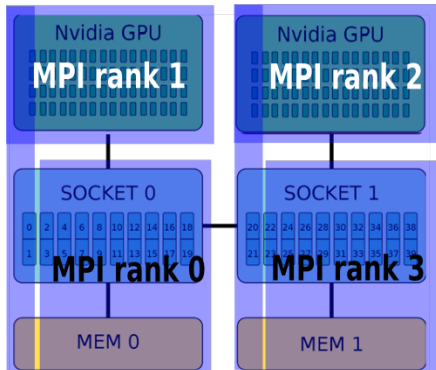 Nvidia GPU
MPI rank 1
Nvidia GPU
MPI rank 2
SOCKET 0
0 2 4 6 8 10 12 14 16 18
1 3 5 7 9 11 13 15 17 19
MPI rank 0
SOCKET 1
20 22 24 26 28 30 32 34 36 38
21 23 25 27 29 31 33 35 37 39
MPI rank 3
MEM 0
MEM 1